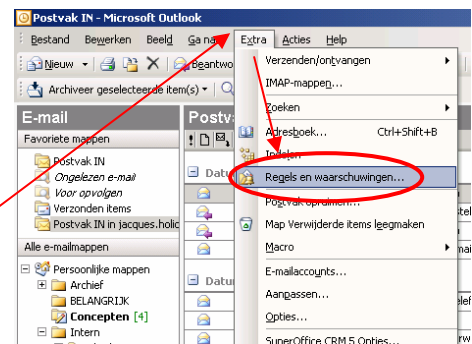 Postvak IN - Microsoft Outlook
Bestand Bewerken Beeld Ga na Extra Acties Help
Nieuw Beantwo
Archiveer geselecteerde item(s)
E-mail
Favoriete mappen
Postvak IN
Ongelezen e-mail
Voor opvolgen
Verzonden items
Postvak IN in jacques.holic
Alle e-mailmappen
Persoonlijke mappen
Archief
BELANGRIJK
Concepten [4]
Intern
Postv
Datu
Datu
Verzenden/ontvangen
IMAP-mappen...
Zoeken
Adresboek... Ctrl+Shift+B
Indelen
Regels en waarschuwingen...
Postvak opruimen...
Map Verwijderde items leegmaken
Macro
E-mailaccounts...
Aanpassen...
Opties...
SuperOffice CRM 5 Opties...